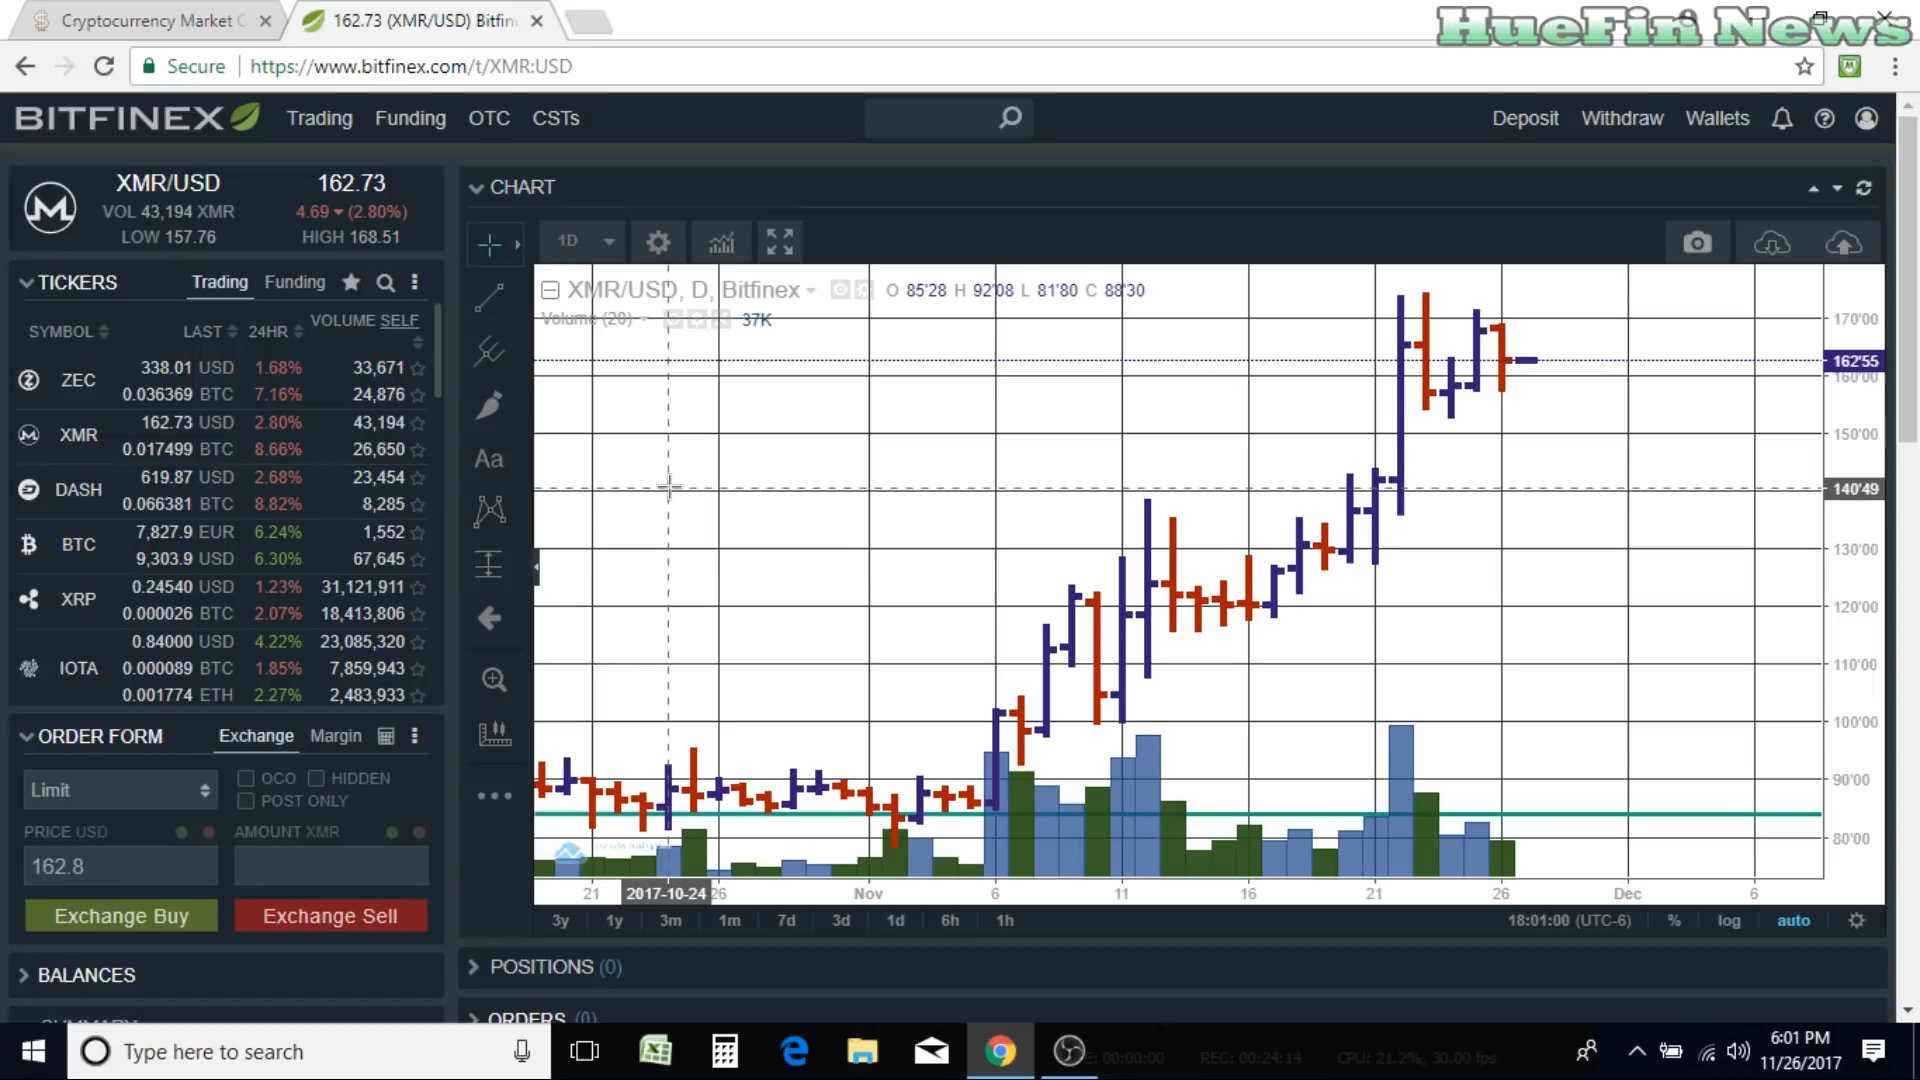 Cryptocurrency Market C
162.73 (XMR/USD) Bitfin
HueFin News
Secure
https://www.bitfinex.com/t/XMR:USD
BITFINEX Trading Funding OTC CSTs
Deposit Withdraw Wallets
XMR/USD 162.73
VOL 43,194 XMR 4.69 (2.80%)
LOW 157.76 HIGH 168.51
TICKERS Trading Funding
SYMBOL LAST 24HR VOLUME SELF
ZEC
338.01 USD 1.68% 33,671
0.036369 BTC 7.16% 24,876
XMR
162.73 USD 2.80% 43,194
0.017499 BTC 8.66% 26,650
DASH
619.87 USD 2.68% 23,454
0.066381 BTC 8.82% 8,285
BTC
7,827.9 EUR 6.24% 1,552
9,303.9 USD 6.30% 67,645
XRP
0.24540 USD 1.23% 31,121,911
0.000026 BTC 2.07% 18,413,806
IOTA
0.84000 USD 4.22% 23,085,320
0.000089 BTC 1.85% 7,859,943
0.001774 ETH 2.27% 2,483,933
ORDER FORM Exchange Margin
Limit
OCO HIDDEN
POST ONLY
PRICE USD AMOUNT XMR
162.8
Exchange Buy Exchange Sell
BALANCES
SUMMARY
CHART
1D
Aa
XMR/USD, D, Bitfinex O 85'28 H 92'08 L 81'80 C 88'30
Volume (20) 37K
170'00
162'55
160'00
150'00
140'49
130'00
120'00
110'00
100'00
90'00
80'00
21 2017-10-24 26 Nov 6 11 16 21 26 Dec 6
3y 1y 3m 1m 7d 3d 1d 6h 1h
18:01:00 (UTC-6) % log auto
POSITIONS (0)
ORDERS (0)
Type here to search
REC: 00:24:14 CPU: 21.2%, 30.00 fps
6:01 PM
11/26/2017